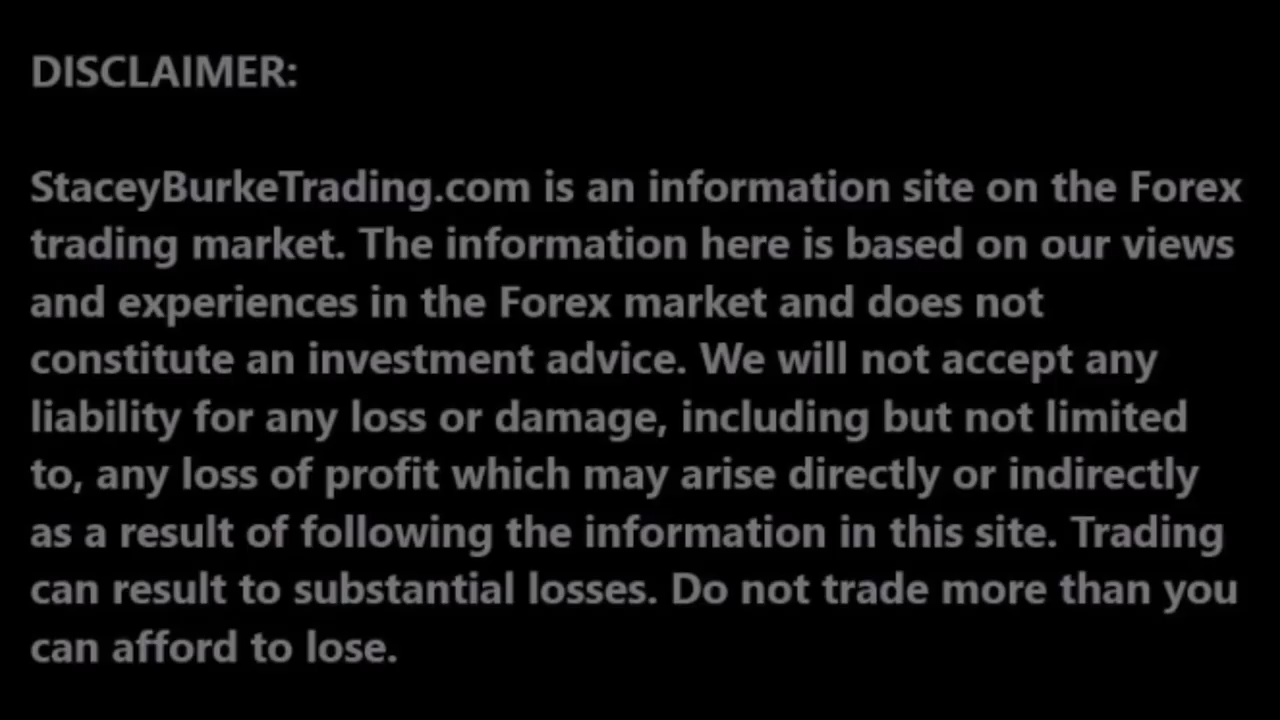 DISCLAIMER:
StaceyBurkeTrading.com is an information site on the Forex
trading market. The information here is based on our views
and experiences in the Forex market and does not
constitute an investment advice. We will not accept any
liability for any loss or damage, including but not limited
to, any loss of profit which may arise directly or indirectly
as a result of following the information in this site. Trading
can result to substantial losses. Do not trade more than you
can afford to lose.